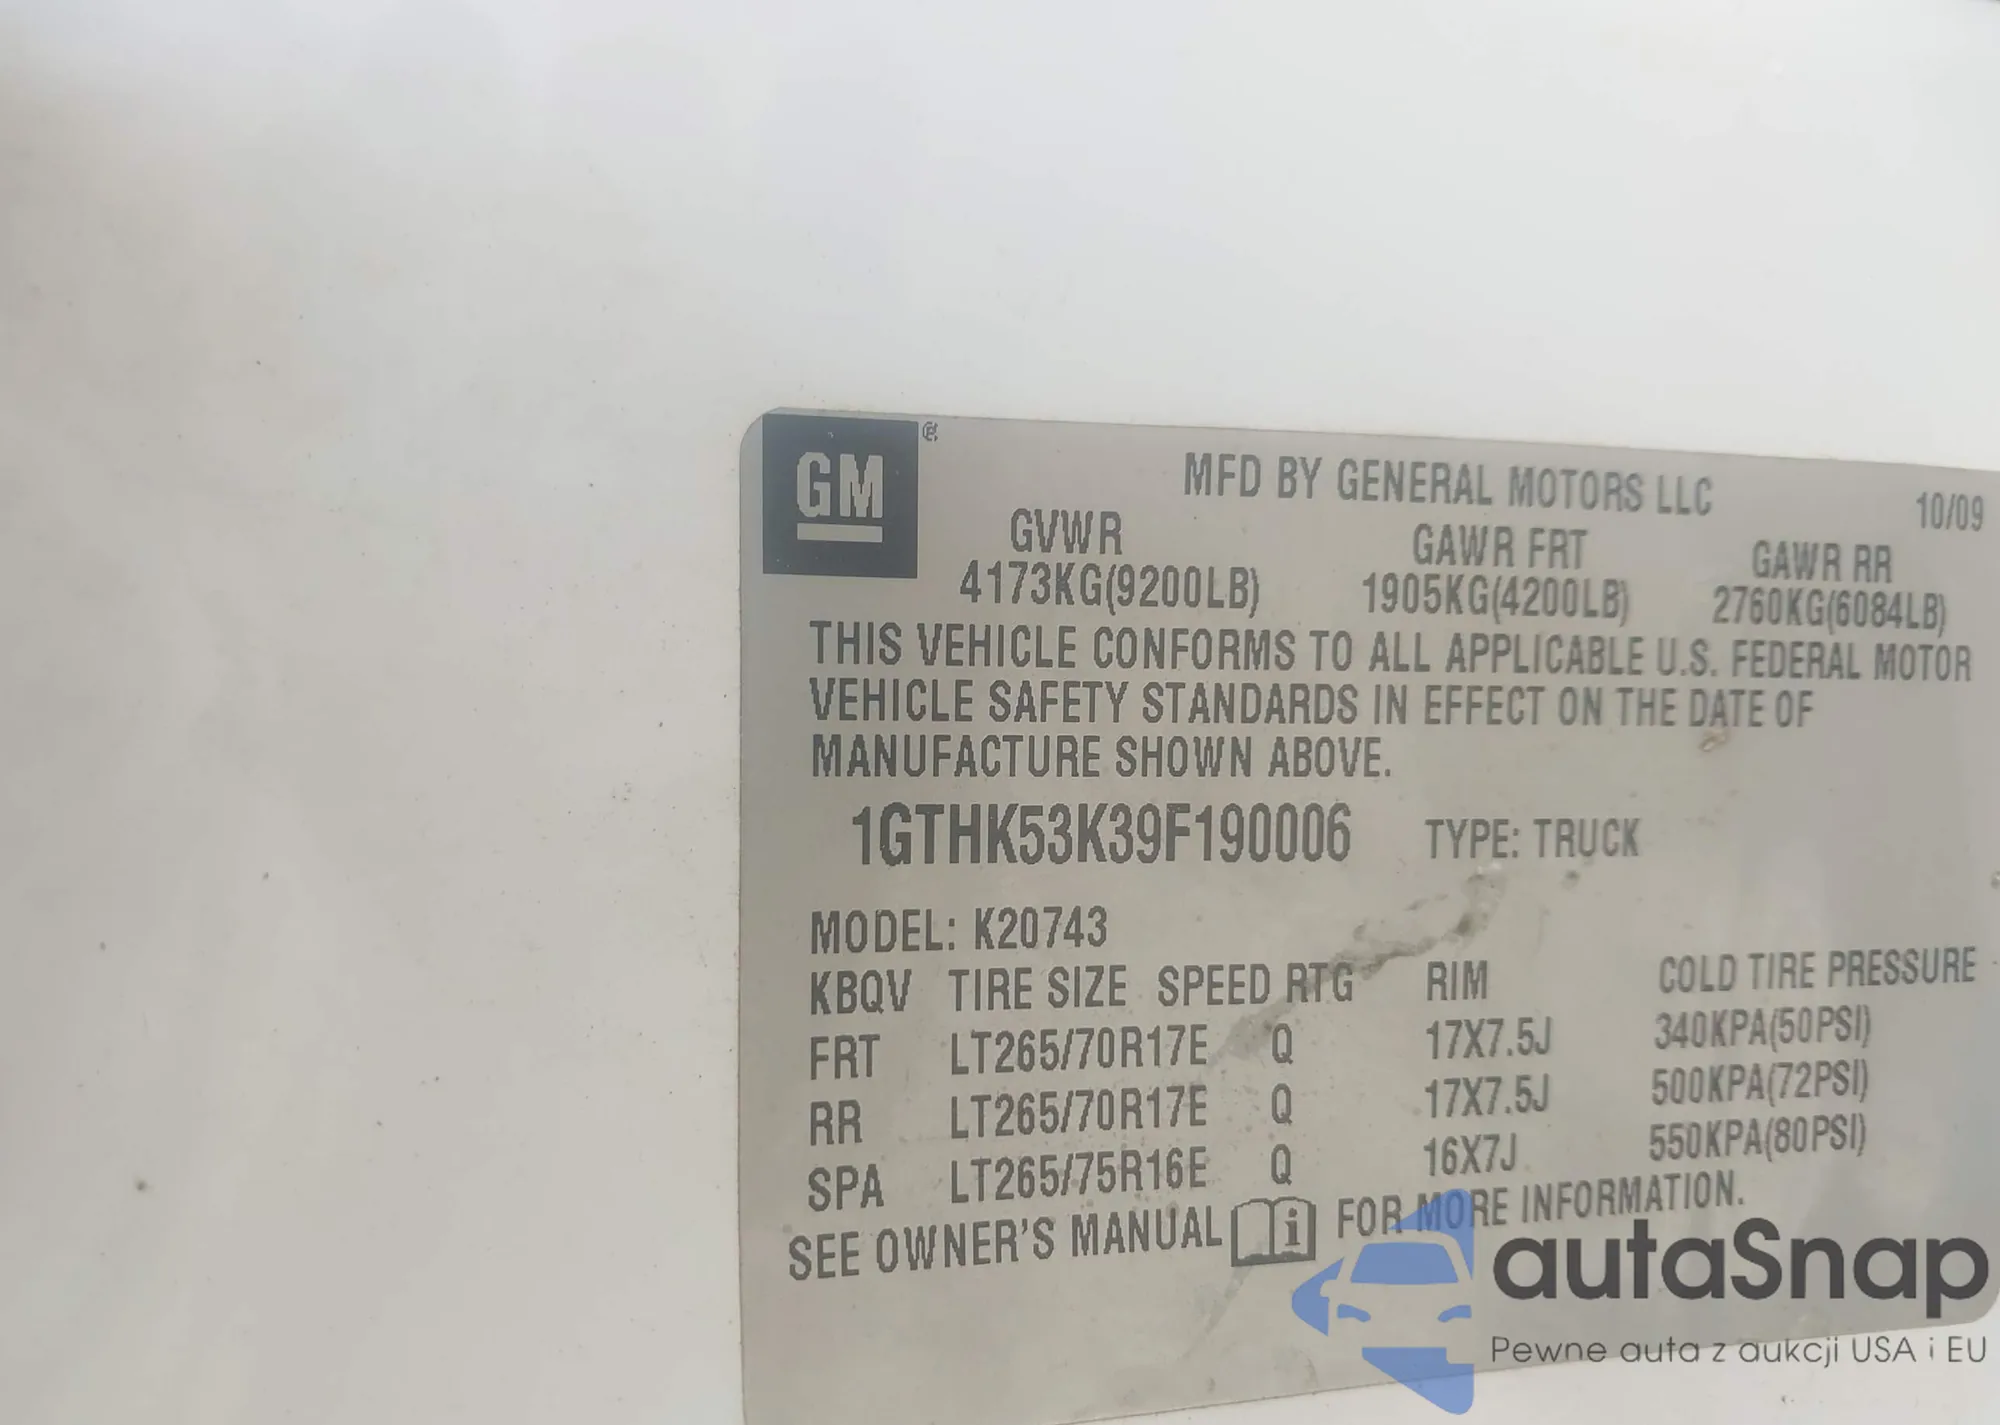 GM ®
MFD BY GENERAL MOTORS LLC 10/09
GVWR GAWR FRT GAWR RR
4173KG(9200LB) 1905KG(4200LB) 2760KG(6084LB)
THIS VEHICLE CONFORMS TO ALL APPLICABLE U.S. FEDERAL MOTOR
VEHICLE SAFETY STANDARDS IN EFFECT ON THE DATE OF
MANUFACTURE SHOWN ABOVE.
1GTHK53K39F190006 TYPE: TRUCK
MODEL: K20743
KBQV TIRE SIZE SPEED RTG RIM COLD TIRE PRESSURE
FRT LT265/70R17E Q 17X7.5J 340KPA(50PSI)
RR LT265/70R17E Q 17X7.5J 500KPA(72PSI)
SPA LT265/75R16E Q 16X7J 550KPA(80PSI)
SEE OWNER'S MANUAL i FOR MORE INFORMATION.
autaSnap
Pewne auta z aukcji USA i EU